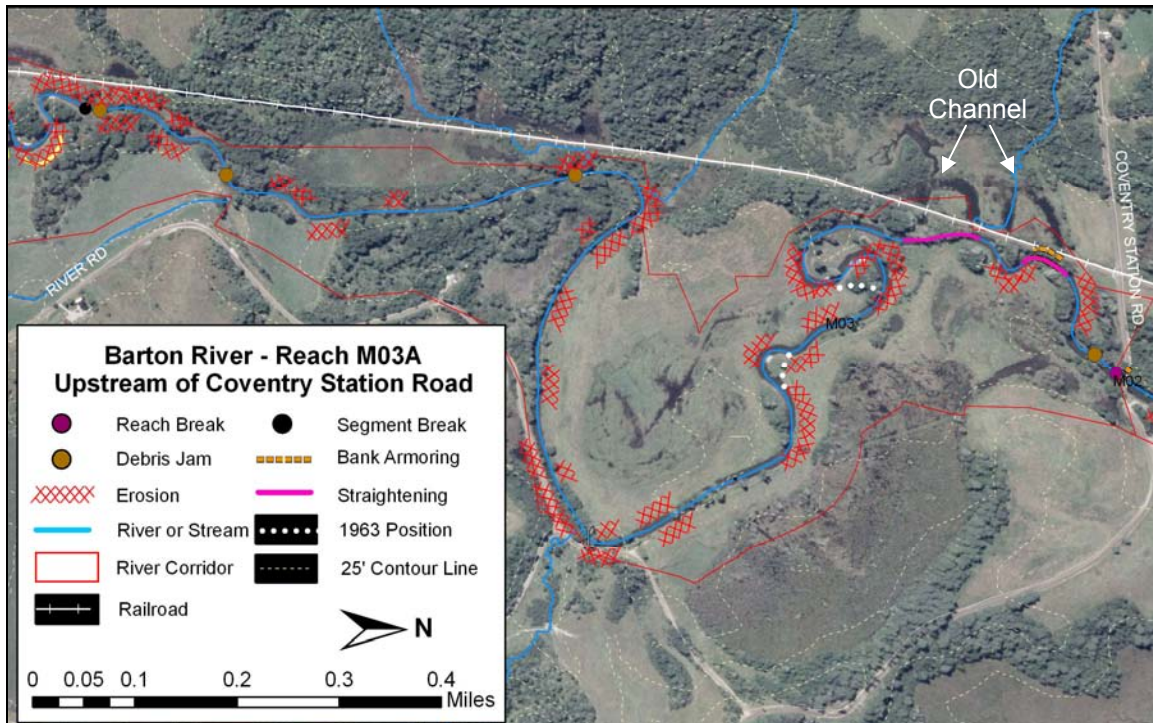 Old
Channel
COVENTRY STATION RD.
RIVER RD
M03
M02
Barton River - Reach M03A
Upstream of Coventry Station Road
Reach Break
Segment Break
Debris Jam
Bank Armoring
Erosion
Straightening
River or Stream
1963 Position
River Corridor
25' Contour Line
Railroad
N
0 0.05 0.1 0.2 0.3 0.4
Miles